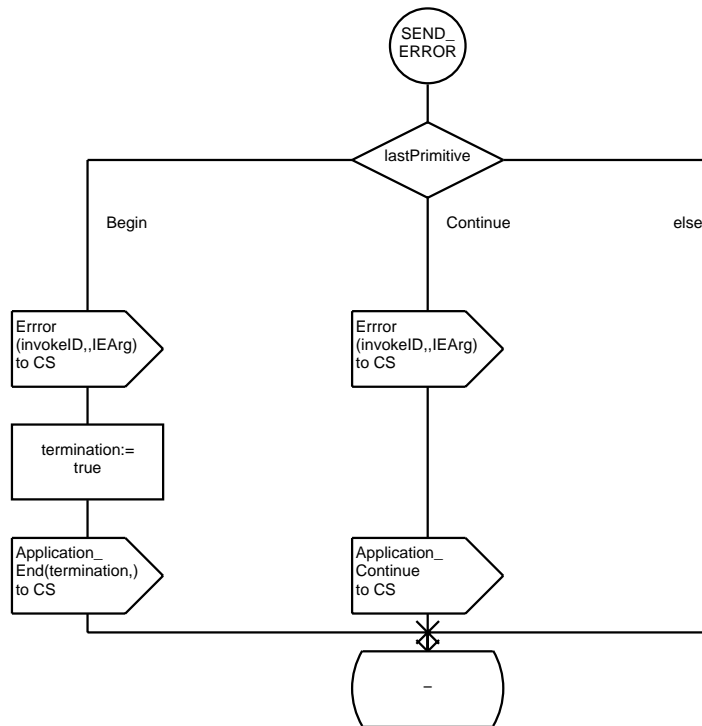 SEND_
ERROR
lastPrimitive
Begin
Continue
else
Errror
(invokeID,,IEArg)
to CS
Errror
(invokeID,,IEArg)
to CS
termination:=
true
Application_
End(termination,)
to CS
Application_
Continue
to CS
–